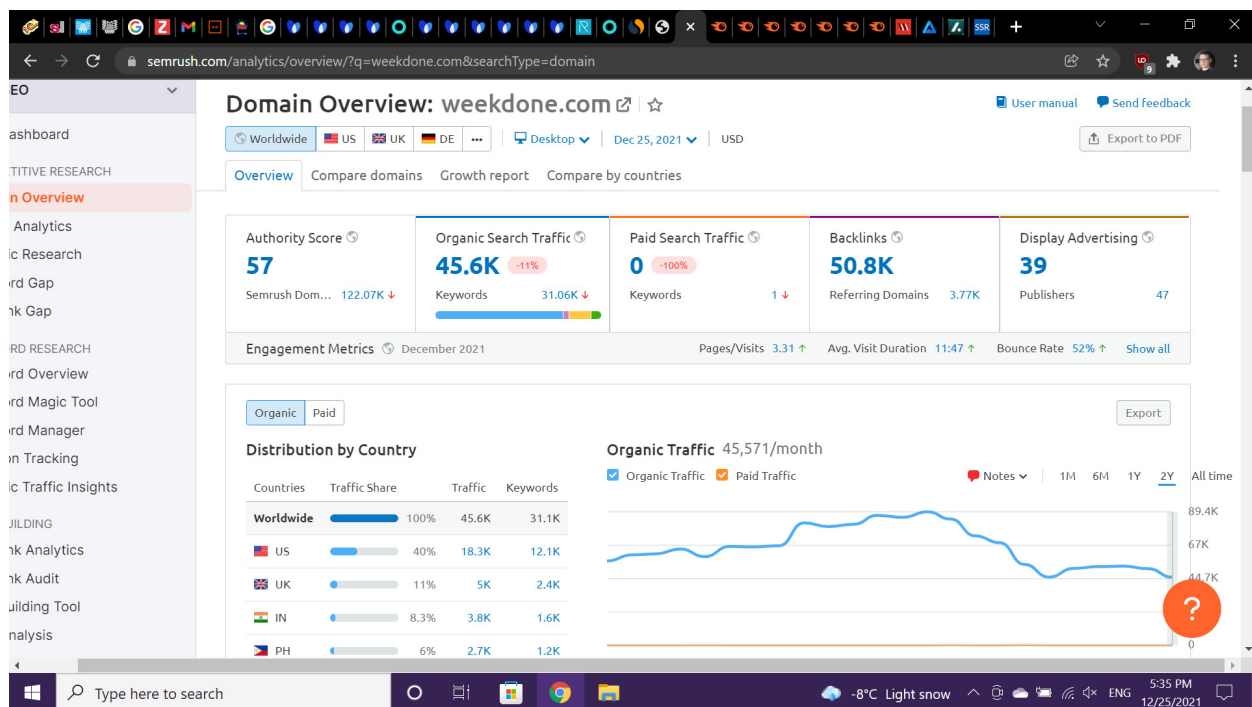 SSR
semrush.com/analytics/overview/?q=weekdone.com&searchType=domain
9
EO
ashboard
TITIVE RESEARCH
n Overview
Analytics
ic Research
rd Gap
nk Gap
RD RESEARCH
rd Overview
rd Magic Tool
rd Manager
on Tracking
ic Traffic Insights
UILDING
nk Analytics
nk Audit
uilding Tool
nalysis
Domain Overview: weekdone.com
User manual Send feedback
Worldwide US UK DE ... Desktop Dec 25, 2021 USD
Export to PDF
Overview Compare domains Growth report Compare by countries
Authority Score Organic Search Traffic Paid Search Traffic Backlinks Display Advertising
57 45.6K -11% 0 -100% 50.8K 39
Semrush Dom... 122.07K ↓ Keywords 31.06K ↓ Keywords 1 ↓ Referring Domains 3.77K Publishers 47
Engagement Metrics December 2021 Pages/Visits 3.31 ↑ Avg. Visit Duration 11:47 ↑ Bounce Rate 52% ↑ Show all
Organic Paid Export
Distribution by Country
Countries Traffic Share Traffic Keywords
Worldwide 100% 45.6K 31.1K
US 40% 18.3K 12.1K
UK 11% 5K 2.4K
IN 8.3% 3.8K 1.6K
PH 6% 2.7K 1.2K
Organic Traffic 45,571/month
Organic Traffic Paid Traffic Notes 1M 6M 1Y 2Y All time
89.4K
67K
44.7K
0
?
Type here to search
-8°C Light snow ENG 5:35 PM
12/25/2021